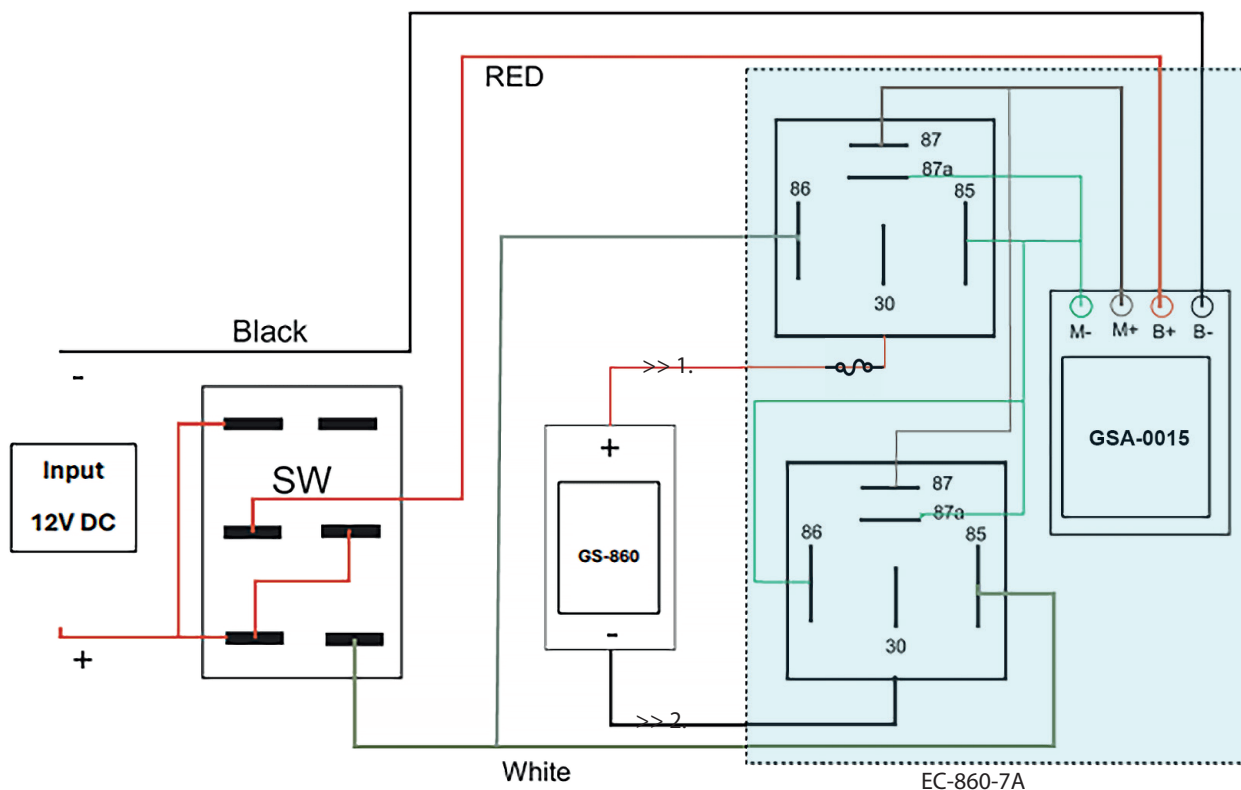 RED
87
87a
86
85
30
M-
M+
B+
B-
Black
-
>> 1.
+
GSA-0015
Input
12V DC
SW
GS-860
87
87a
86
85
30
-
+
>> 2.
White
EC-860-7A